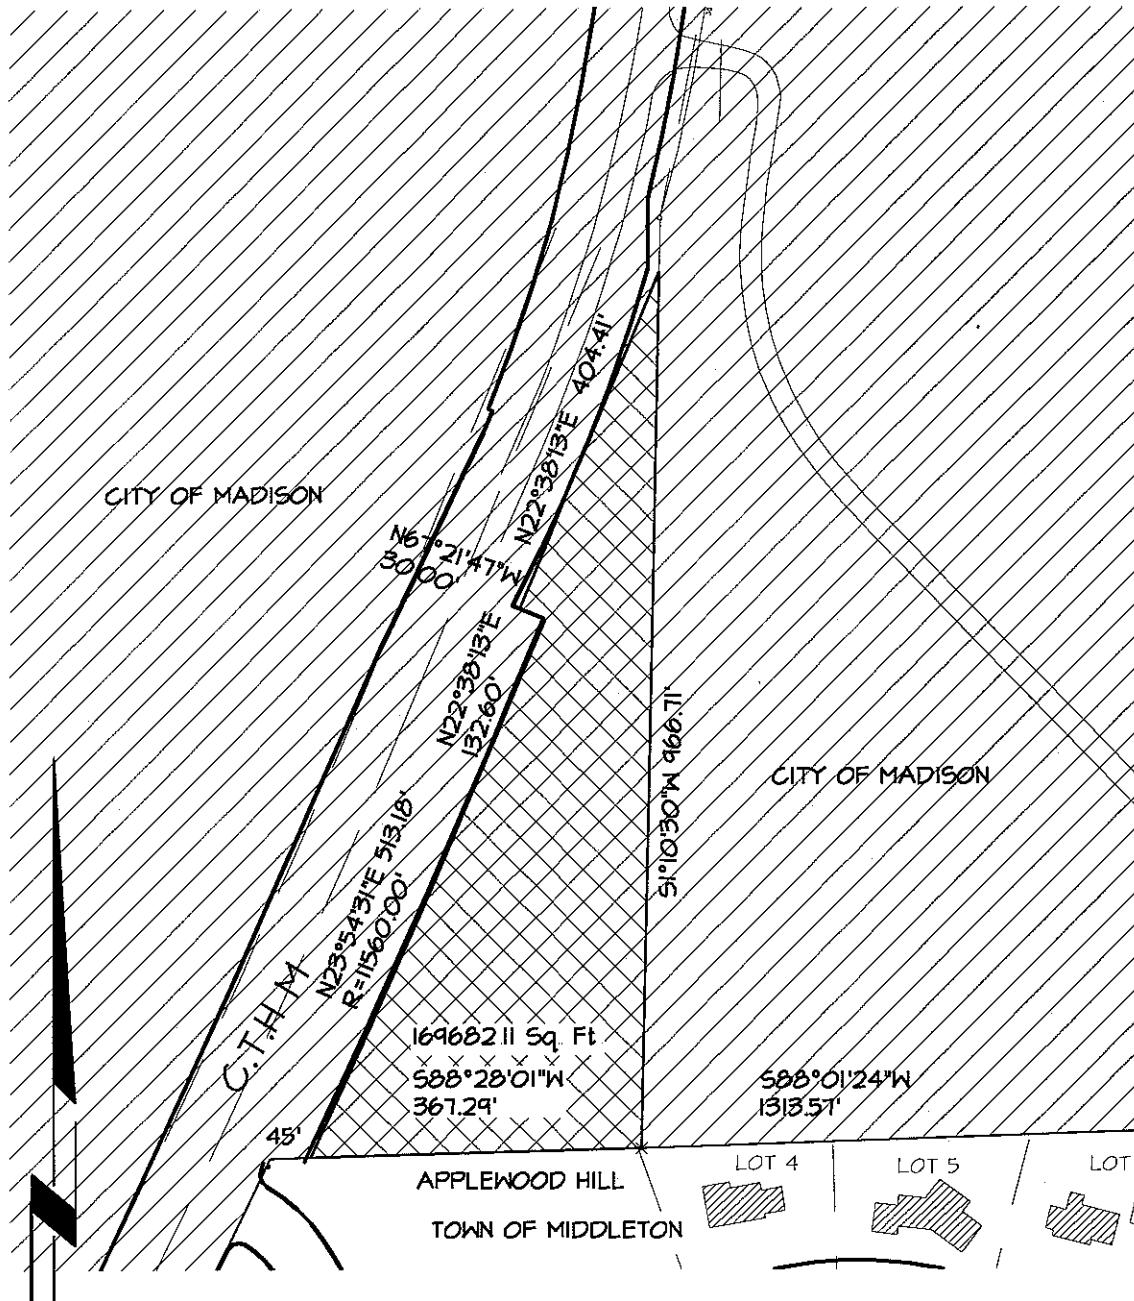 N22°38'13"E 404.41'
CITY OF MADISON
N67°21'47"W
30.00'
N22°38'13"E
132.60'
S1°10'30"W 966.71'
CITY OF MADISON
N23°54'31"E 513.18'
R=11560.00'
C.T.H. M
169682.11 Sq. Ft
S88°28'01"W
367.29'
S88°01'24"W
1313.57'
45'
APPLEWOOD HILL
LOT 4
LOT 5
LOT
TOWN OF MIDDLETON